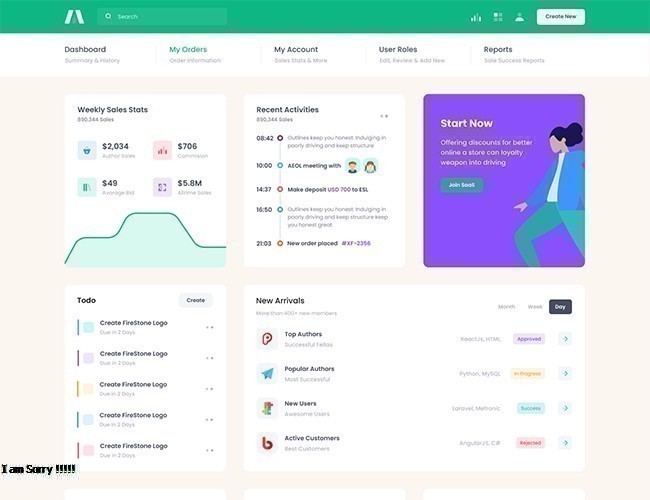 Search
Create New
Dashboard
Summary & History
My Orders
Order Information
My Account
Sales Stats & More
User Roles
Edit, Review & Add New
Reports
Sale Success Reports
Weekly Sales Stats
890,344 Sales
$2,034
Author Sales
$706
Commision
$49
Avarage Bid
$5.8M
Alltime Sales
Recent Activities
890,344 Sales
08:42
Outlines keep you honest. Indulging in
poorly driving and keep structure
10:00 AEOL meeting with
14:37 Make deposit USD 700 to ESL
16:50
Outlines keep you honest. Indulging in
poorly driving and keep structure keep
you honest great
21:03 New order placed #XF-2356
Start Now
Offering discounts for better
online a store can loyalty
weapon into driving
Join SaaS
Todo
Create
Create FireStone Logo
Due in 2 Days
Create FireStone Logo
Due in 2 Days
Create FireStone Logo
Due in 2 Days
Create FireStone Logo
Due in 2 Days
Create FireStone Logo
Due in 2 Days
New Arrivals
More than 400+ new members
Month Week Day
Top Authors
Successful Fellas
ReactJs, HTML Approved
Popular Authors
Most Successful
Python, MySQL In Progress
New Users
Awesome Users
Laravel, Metronic Success
Active Customers
Best Customers
AngularJS, C# Rejected
I am Sorry !!!!!